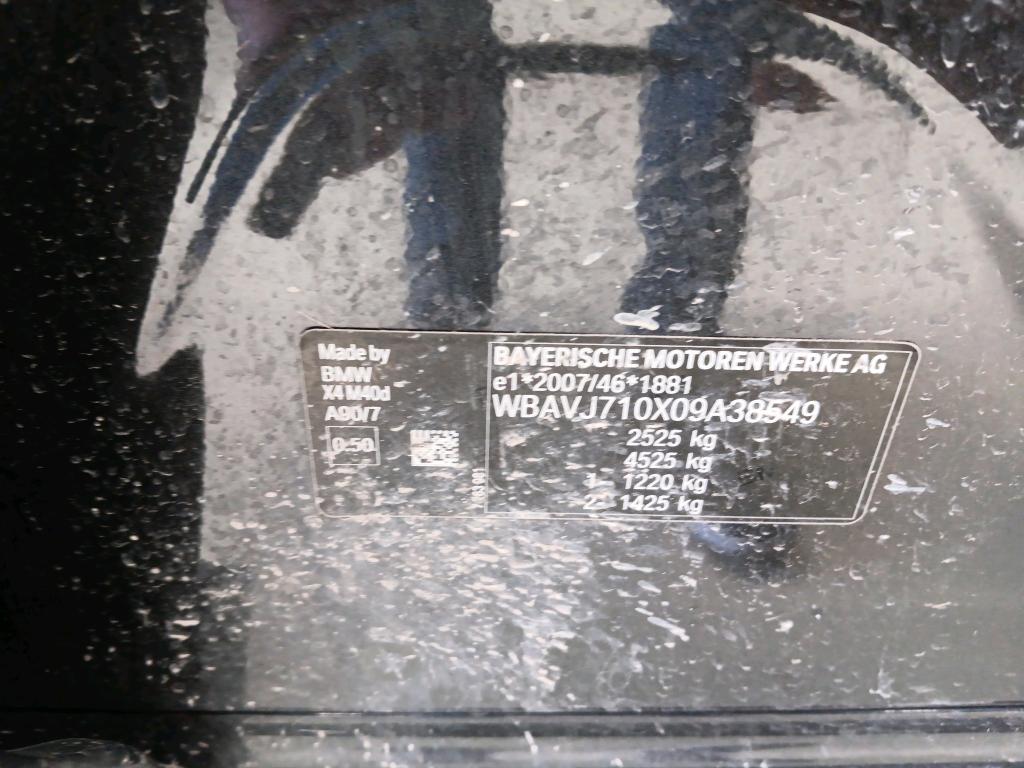 Made by
BMW
X4 M40d
A90/7
0:50
BAYERISCHE MOTOREN WERKE AG
e1*2007/46*1881
WBAVJ710X09A38549
2525 kg
4525 kg
1- 1220 kg
2- 1425 kg